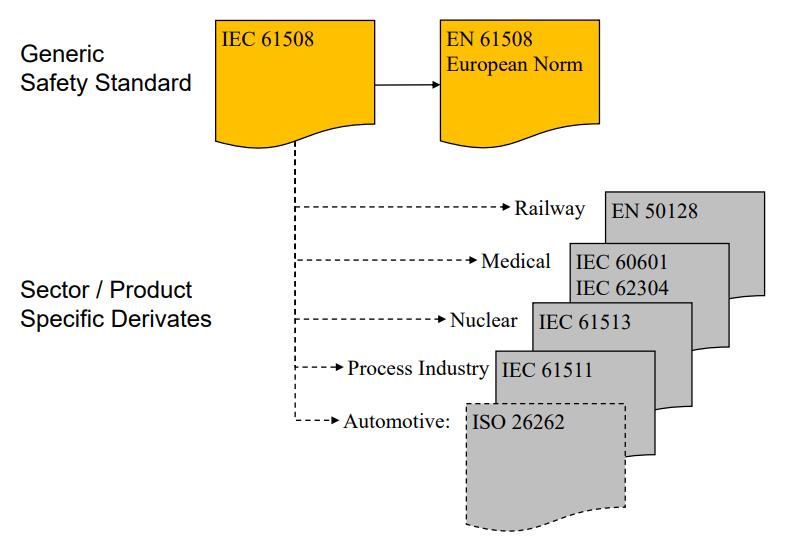 Generic
Safety Standard
IEC 61508
EN 61508
European Norm
Sector / Product
Specific Derivates
Railway
EN 50128
Medical
IEC 60601
IEC 62304
Nuclear
IEC 61513
Process Industry
IEC 61511
Automotive:
ISO 26262